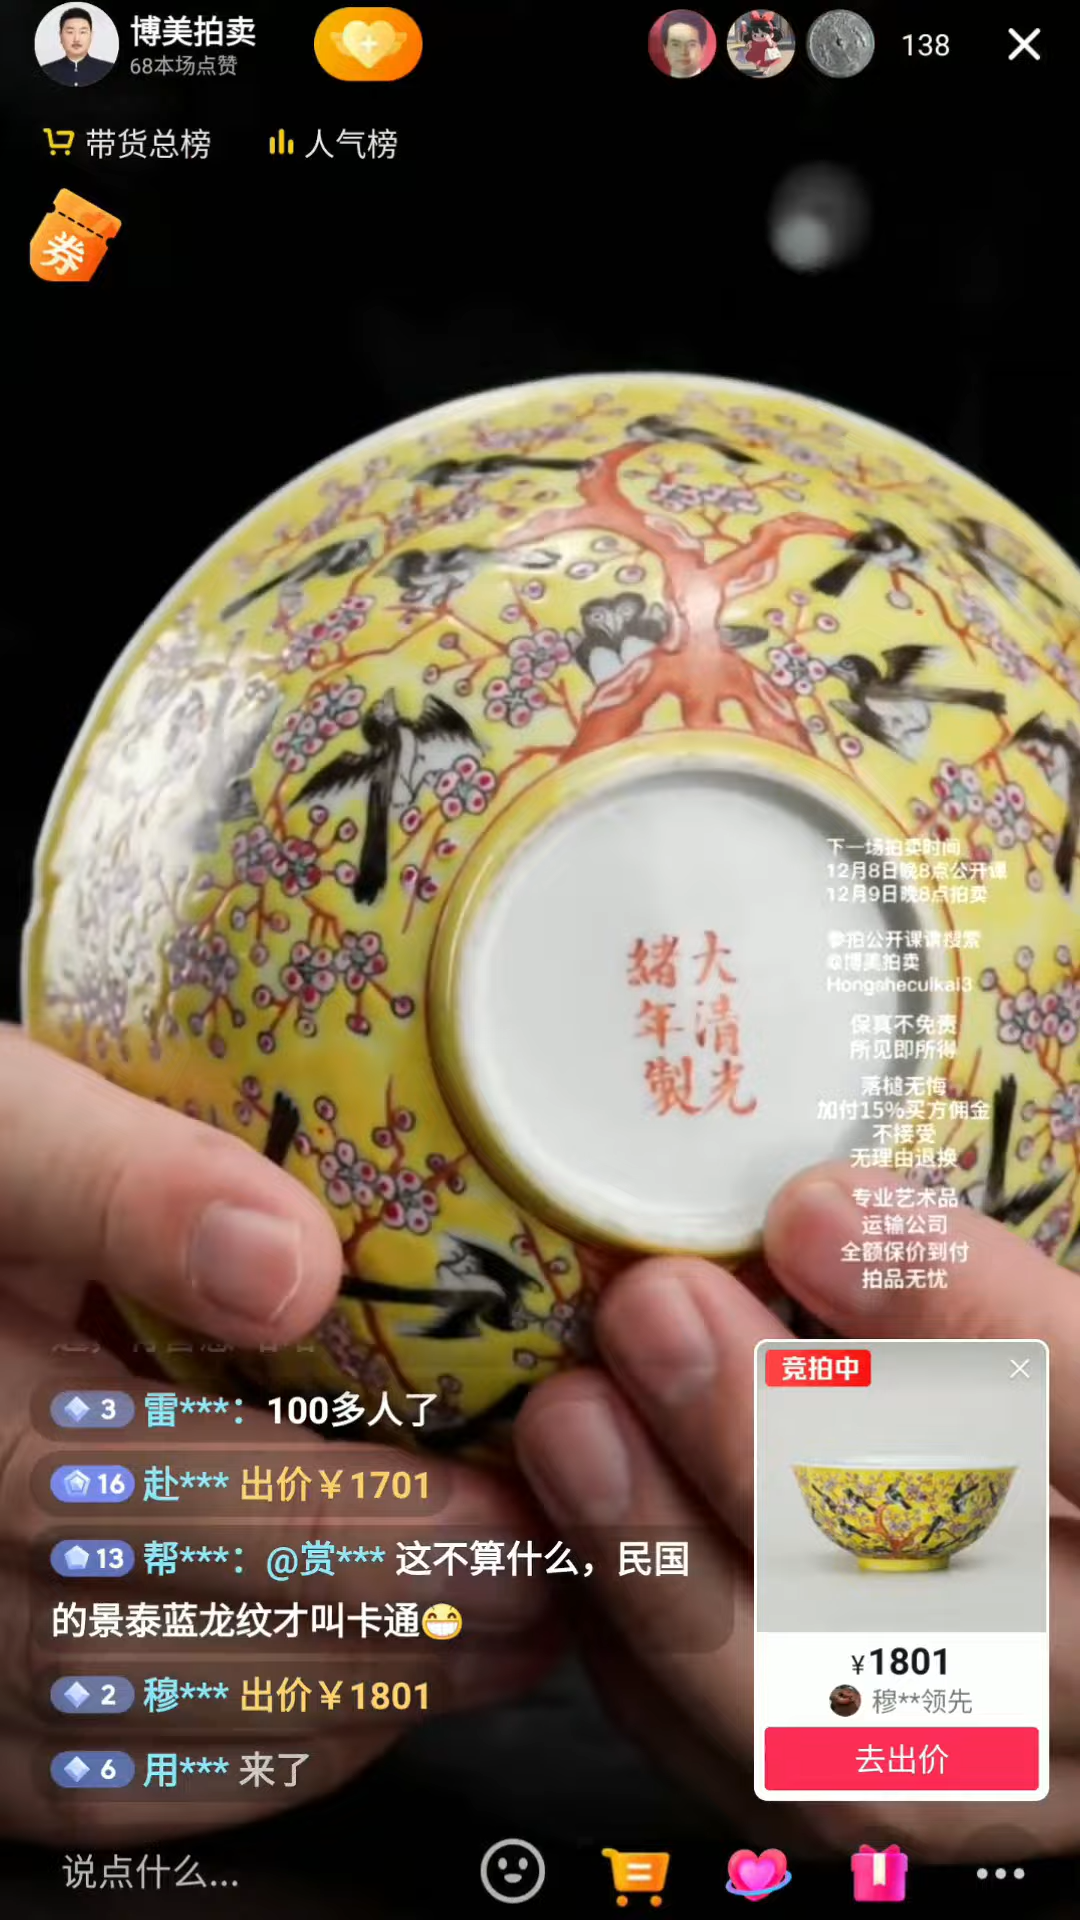 博美拍卖
68本场点赞
138
带货总榜
人气榜
券
大清光
緒年製
下一场拍卖时间
12月8日晚8点公开课
12月9日晚8点拍卖
参拍公开课请搜索
@博美拍卖
Hongshecuikai3
保真不免责
所见即所得
落槌无悔
加付15%买方佣金
不接受
无理由退换
专业艺术品
运输公司
全额保价到付
拍品无忧
3 雷***：100多人了
16 赴*** 出价￥1701
13 帮***：@赏*** 这不算什么，民国
的景泰蓝龙纹才叫卡通😁
2 穆*** 出价￥1801
6 用*** 来了
竞拍中
￥1801
穆**领先
去出价
说点什么...